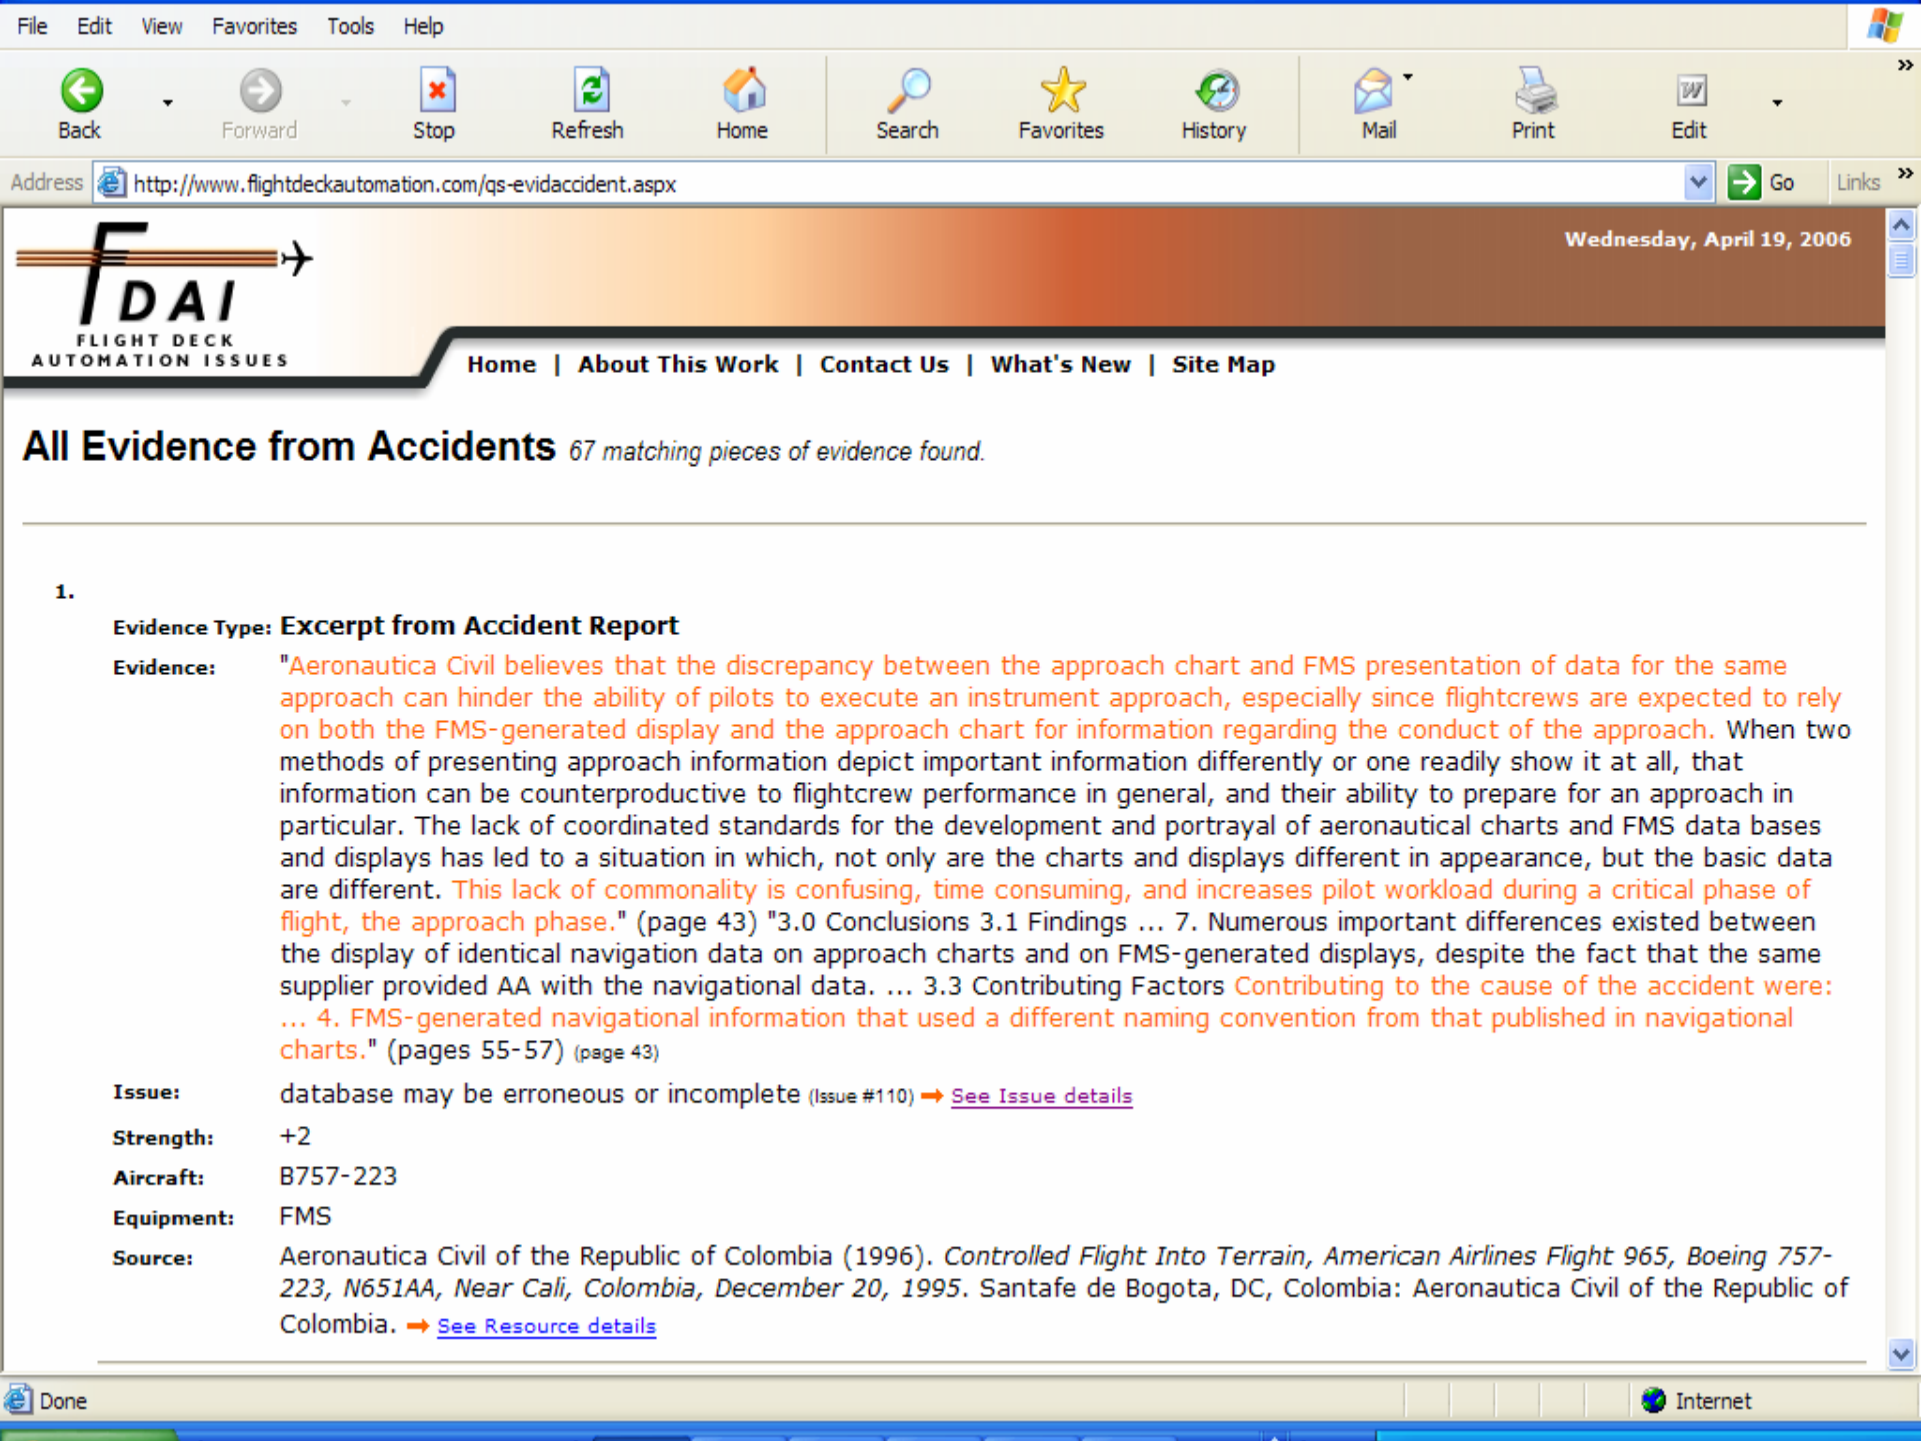 File Edit View Favorites Tools Help
»
Back Forward Stop Refresh Home Search Favorites History Mail Print Edit
Address http://www.flightdeckautomation.com/qs-evidaccident.aspx Go Links »
Wednesday, April 19, 2006
FDAI
FLIGHT DECK
AUTOMATION ISSUES
Home | About This Work | Contact Us | What's New | Site Map
All Evidence from Accidents 67 matching pieces of evidence found.
1.
Evidence Type: Excerpt from Accident Report
Evidence: "Aeronautica Civil believes that the discrepancy between the approach chart and FMS presentation of data for the same
approach can hinder the ability of pilots to execute an instrument approach, especially since flightcrews are expected to rely
on both the FMS-generated display and the approach chart for information regarding the conduct of the approach. When two
methods of presenting approach information depict important information differently or one readily show it at all, that
information can be counterproductive to flightcrew performance in general, and their ability to prepare for an approach in
particular. The lack of coordinated standards for the development and portrayal of aeronautical charts and FMS data bases
and displays has led to a situation in which, not only are the charts and displays different in appearance, but the basic data
are different. This lack of commonality is confusing, time consuming, and increases pilot workload during a critical phase of
flight, the approach phase." (page 43) "3.0 Conclusions 3.1 Findings ... 7. Numerous important differences existed between
the display of identical navigation data on approach charts and on FMS-generated displays, despite the fact that the same
supplier provided AA with the navigational data. ... 3.3 Contributing Factors Contributing to the cause of the accident were:
... 4. FMS-generated navigational information that used a different naming convention from that published in navigational
charts." (pages 55-57) (page 43)
Issue: database may be erroneous or incomplete (Issue #110) See Issue details
Strength: +2
Aircraft: B757-223
Equipment: FMS
Source: Aeronautica Civil of the Republic of Colombia (1996). Controlled Flight Into Terrain, American Airlines Flight 965, Boeing 757-
223, N651AA, Near Cali, Colombia, December 20, 1995. Santafe de Bogota, DC, Colombia: Aeronautica Civil of the Republic of
Colombia. See Resource details
Done Internet